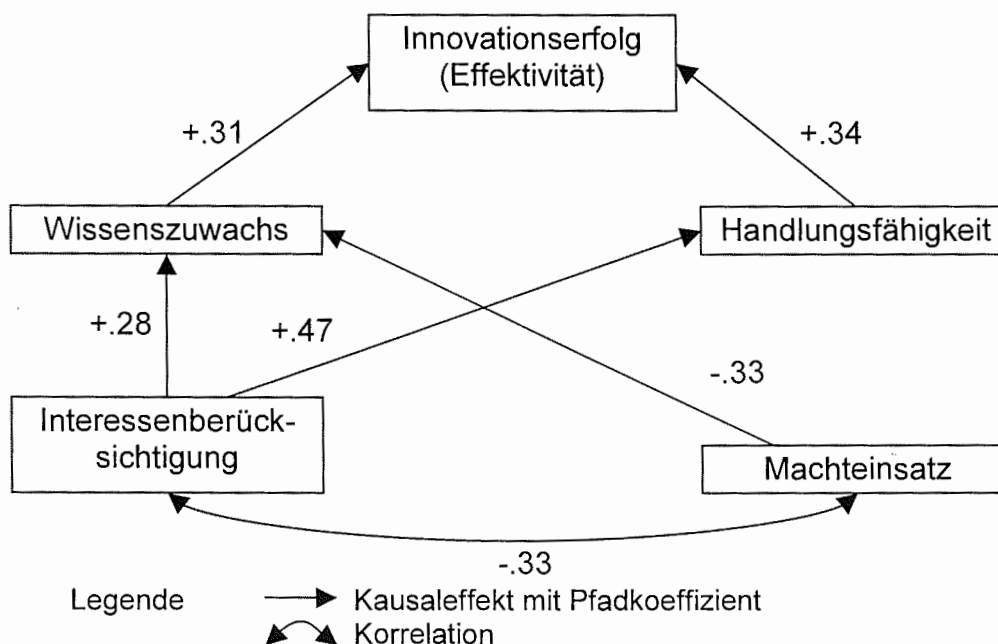 Innovationserfolg
(Effektivität)
+.31
+.34
Wissenszuwachs
Handlungsfähigkeit
+.28
+.47
-.33
Interessenberück-
sichtigung
Machteinsatz
-.33
Legende
Kausaleffekt mit Pfadkoeffizient
Korrelation